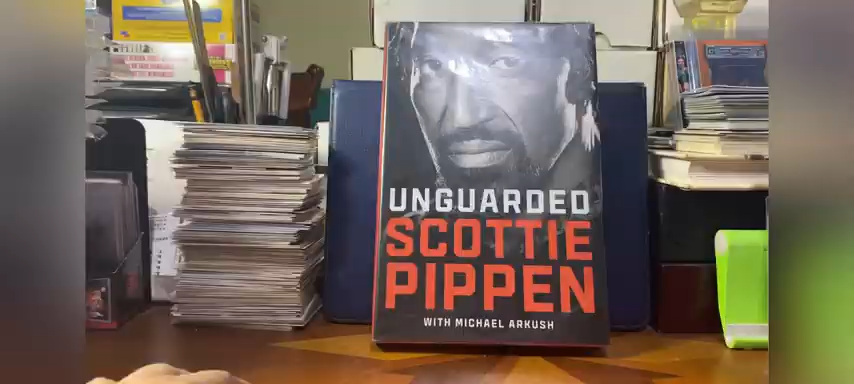 UNGUARDED
SCOTTIE
PIPPEN
WITH MICHAEL ARKUSH